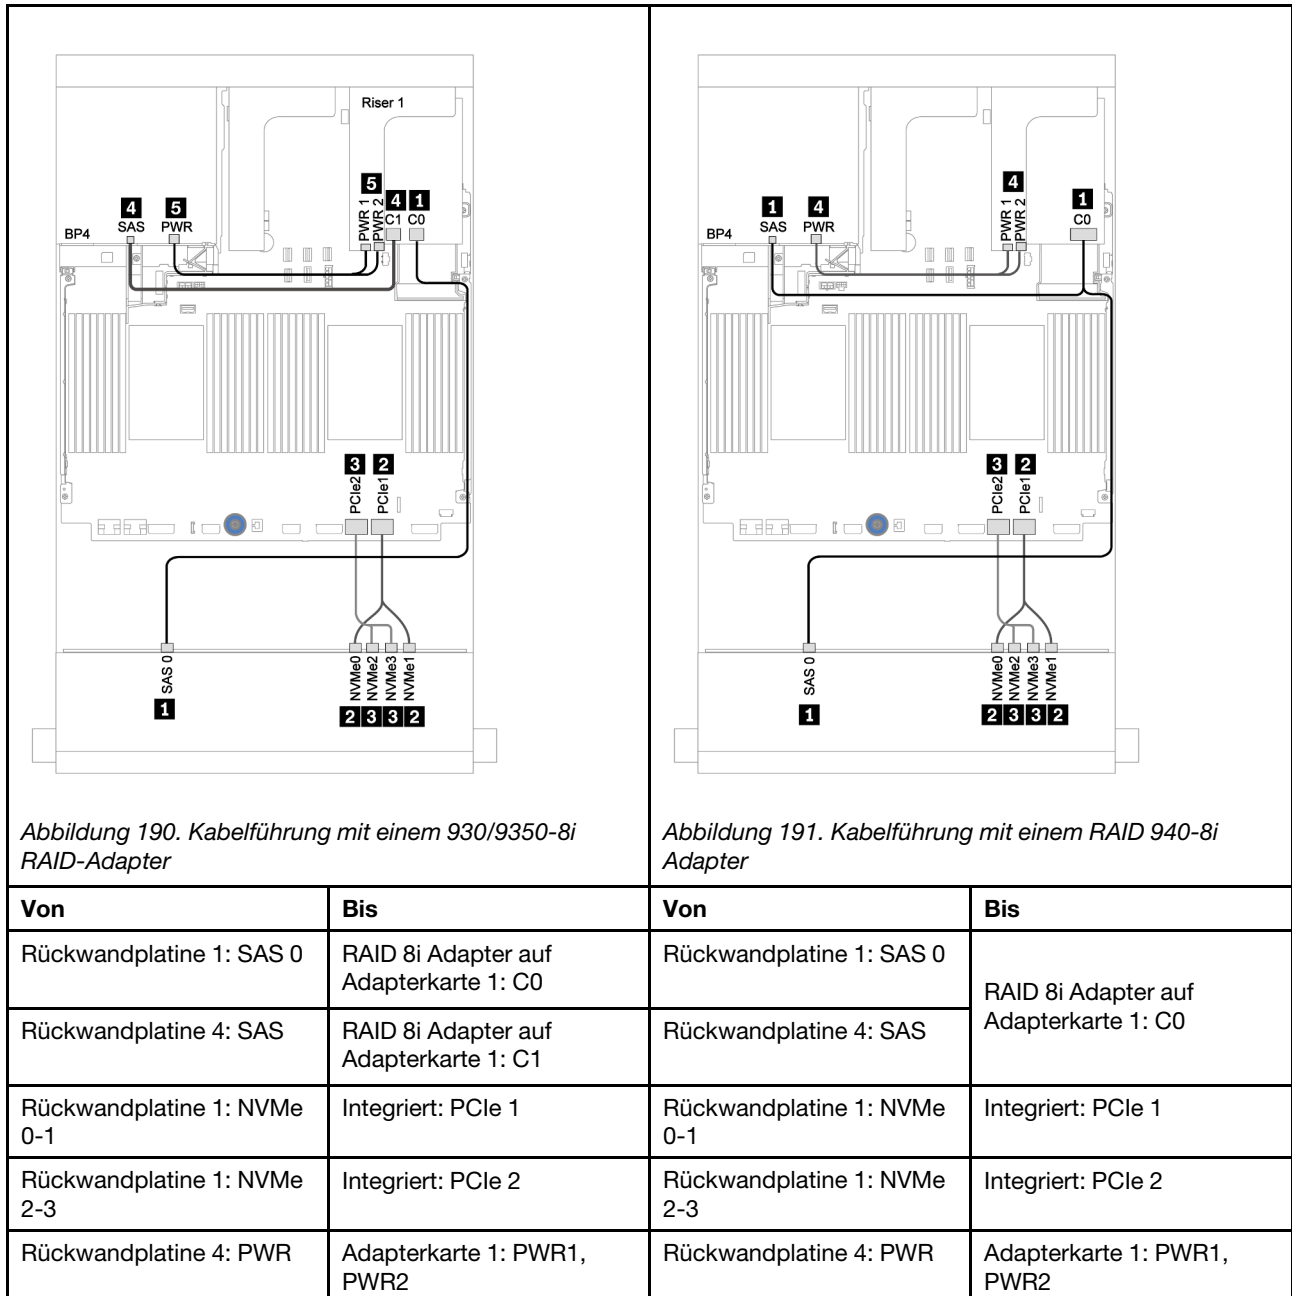 Riser 1
5
4
1
4
5
PWR 1
PWR 2
C1
C0
SAS
PWR
BP4
3
2
PCIe2
PCIe1
SAS 0
NVMe0
NVMe2
NVMe3
NVMe1
1
2
3
3
2
Abbildung 190. Kabelführung mit einem 930/9350-8i
RAID-Adapter
4
1
1
4
PWR 1
PWR 2
C0
SAS
PWR
BP4
3
2
PCIe2
PCIe1
SAS 0
NVMe0
NVMe2
NVMe3
NVMe1
1
2
3
3
2
Abbildung 191. Kabelführung mit einem RAID 940-8i
Adapter
Von
Bis
Von
Bis
Rückwandplatine 1: SAS 0
RAID 8i Adapter auf
Adapterkarte 1: C0
Rückwandplatine 1: SAS 0
RAID 8i Adapter auf
Adapterkarte 1: C0
Rückwandplatine 4: SAS
RAID 8i Adapter auf
Adapterkarte 1: C1
Rückwandplatine 4: SAS
Rückwandplatine 1: NVMe
0-1
Integriert: PCIe 1
Rückwandplatine 1: NVMe
0-1
Integriert: PCIe 1
Rückwandplatine 1: NVMe
2-3
Integriert: PCIe 2
Rückwandplatine 1: NVMe
2-3
Integriert: PCIe 2
Rückwandplatine 4: PWR
Adapterkarte 1: PWR1,
PWR2
Rückwandplatine 4: PWR
Adapterkarte 1: PWR1,
PWR2